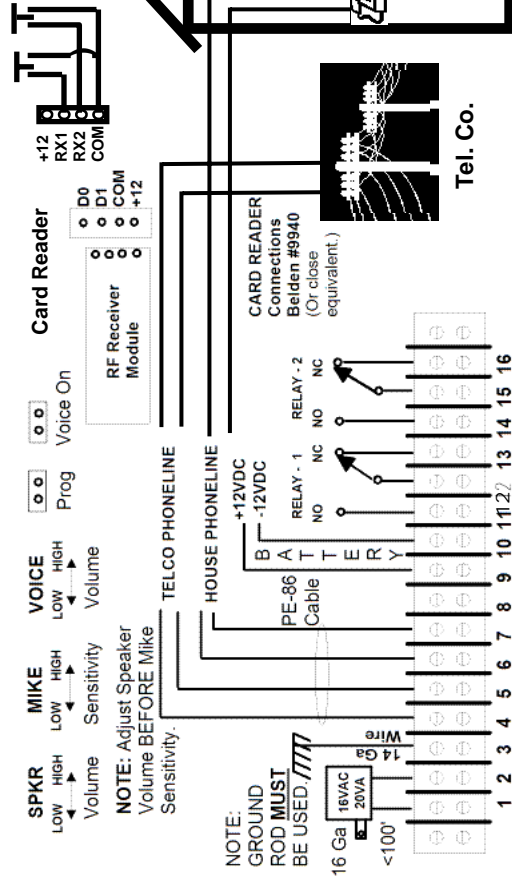 SPKR
LOW HIGH
Volume
MIKE
LOW HIGH
Sensitivity
VOICE
LOW HIGH
Volume
Prog
Voice On
Card Reader
+12
RX1
RX2
COM
NOTE: Adjust Speaker
Volume BEFORE Mike
Sensitivity.
RF Receiver
Module
D0
D1
COM
+12
TELCO PHONELINE
HOUSE PHONELINE
CARD READER
Connections
Belden #9940
(Or close
equivalent.)
Tel. Co.
NOTE:
GROUND
ROD MUST
BE USED.
16 Ga
<100'
16VAC
20VA
14 Ga
Wire
PE-86
Cable
+12VDC
-12VDC
BATTERY
RELAY - 1
NO NC
RELAY - 2
NO NC
1 2 3 4 5 6 7 8 9 10 11 122 13 14 15 16